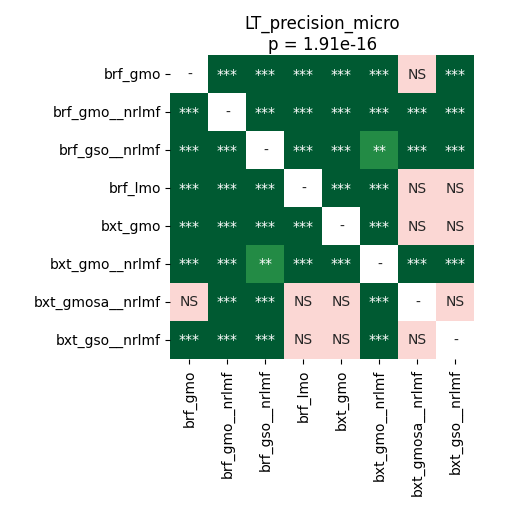 LT_precision_micro
p = 1.91e-16
brf_gmo - *** *** *** *** *** NS ***
brf_gmo__nrlmf *** - *** *** *** *** *** ***
brf_gso__nrlmf *** *** - *** *** ** *** ***
brf_lmo *** *** *** - *** *** NS NS
bxt_gmo *** *** *** *** - *** NS NS
bxt_gmo__nrlmf *** *** ** *** *** - *** ***
bxt_gmosa__nrlmf NS *** *** NS NS *** - NS
bxt_gso__nrlmf *** *** *** NS NS *** NS -
brf_gmo
brf_gmo__nrlmf
brf_gso__nrlmf
brf_lmo
bxt_gmo
bxt_gmo__nrlmf
bxt_gmosa__nrlmf
bxt_gso__nrlmf